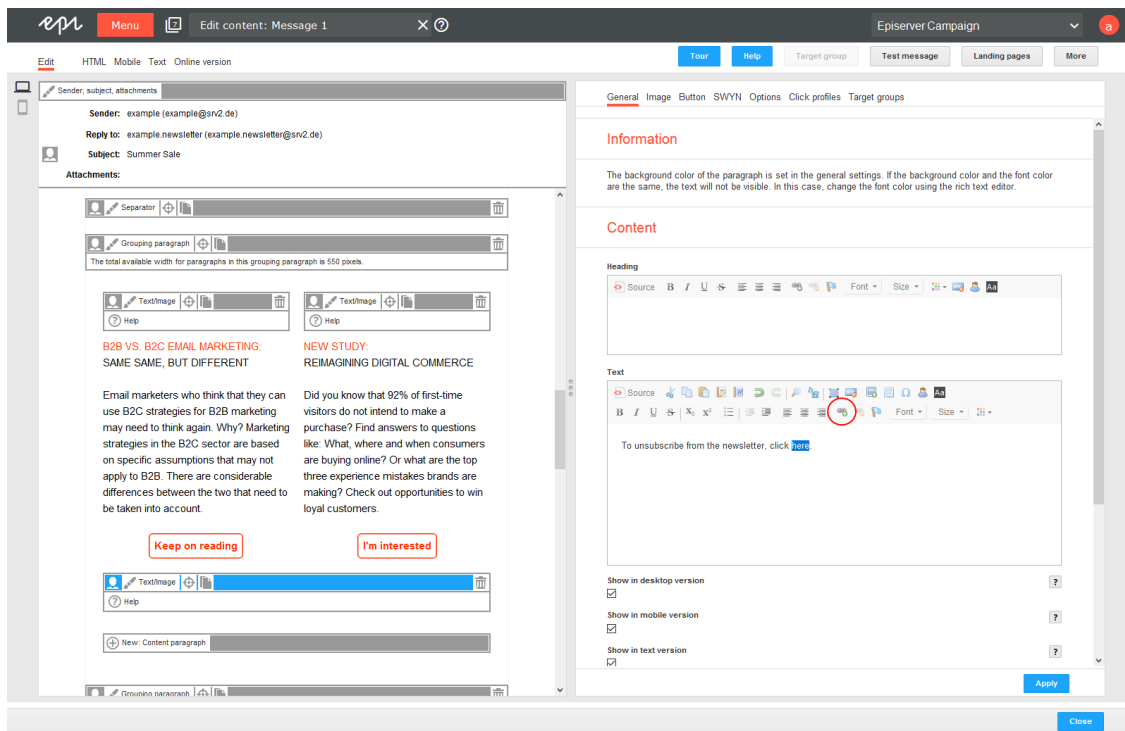 epi
Menu
7
Edit content: Message 1
Episerver Campaign
a
Edit
HTML
Mobile
Text
Online version
Tour
Help
Target group
Test message
Landing pages
More
Sender, subject, attachments
Sender: example (example@srv2.de)
Reply to: example.newsletter (example.newsletter@srv2.de)
Subject: Summer Sale
Attachments:
Separator
Grouping paragraph
The total available width for paragraphs in this grouping paragraph is 550 pixels.
Text/Image
Help
B2B VS. B2C EMAIL MARKETING:
SAME SAME, BUT DIFFERENT
Email marketers who think that they can
use B2C strategies for B2B marketing
may need to think again. Why? Marketing
strategies in the B2C sector are based
on specific assumptions that may not
apply to B2B. There are considerable
differences between the two that need to
be taken into account.
Keep on reading
Text/Image
Help
NEW STUDY:
REIMAGINING DIGITAL COMMERCE
Did you know that 92% of first-time
visitors do not intend to make a
purchase? Find answers to questions
like: What, where and when consumers
are buying online? Or what are the top
three experience mistakes brands are
making? Check out opportunities to win
loyal customers.
I'm interested
Text/Image
Help
New: Content paragraph
Grouping paragraph
General Image Button SWYN Options Click profiles Target groups
Information
The background color of the paragraph is set in the general settings. If the background color and the font color
are the same, the text will not be visible. In this case, change the font color using the rich text editor.
Content
Heading
Source B I U S Font Size Aa
Text
Source Ω Aa
B I U S X₂ X² Font Size
To unsubscribe from the newsletter, click here.
Show in desktop version
?
Show in mobile version
?
Show in text version
?
Apply
Close